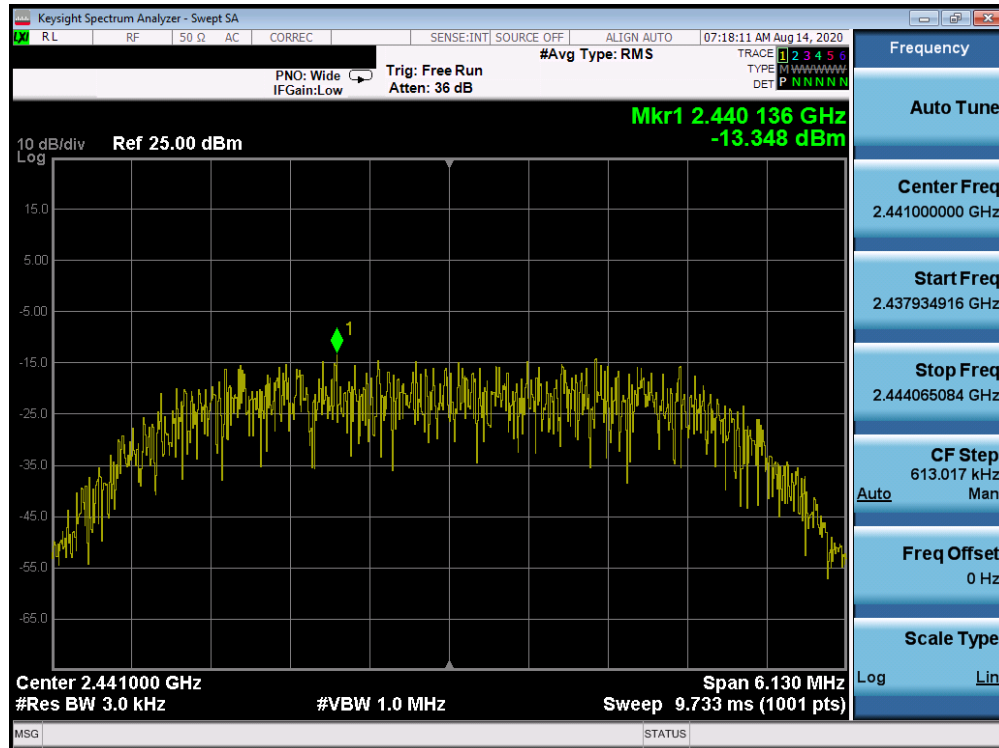 Keysight Spectrum Analyzer - Swept SA
LXI RL RF 50 Ω AC CORREC SENSE:INT SOURCE OFF ALIGN AUTO 07:18:11 AM Aug 14, 2020
#Avg Type: RMS
TRACE 1 2 3 4 5 6
PNO: Wide Trig: Free Run
TYPE M WWWWW
IFGain:Low Atten: 36 dB
DET P N N N N N
Mkr1 2.440 136 GHz
-13.348 dBm
10 dB/div Ref 25.00 dBm
Log
15.0
5.00
-5.00
1
-15.0
-25.0
-35.0
-45.0
-55.0
-65.0
Center 2.441000 GHz Span 6.130 MHz
#Res BW 3.0 kHz #VBW 1.0 MHz Sweep 9.733 ms (1001 pts)
MSG STATUS
Frequency
Auto Tune
Center Freq
2.441000000 GHz
Start Freq
2.437934916 GHz
Stop Freq
2.444065084 GHz
CF Step
613.017 kHz
Auto Man
Freq Offset
0 Hz
Scale Type
Log Lin